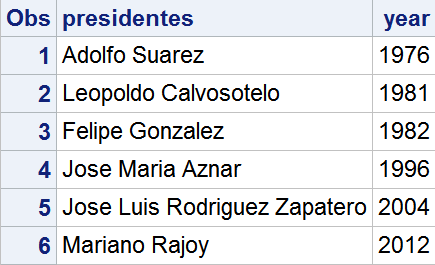 Obs presidentes year
1 Adolfo Suarez 1976
2 Leopoldo Calvosotelo 1981
3 Felipe Gonzalez 1982
4 Jose Maria Aznar 1996
5 Jose Luis Rodriguez Zapatero 2004
6 Mariano Rajoy 2012